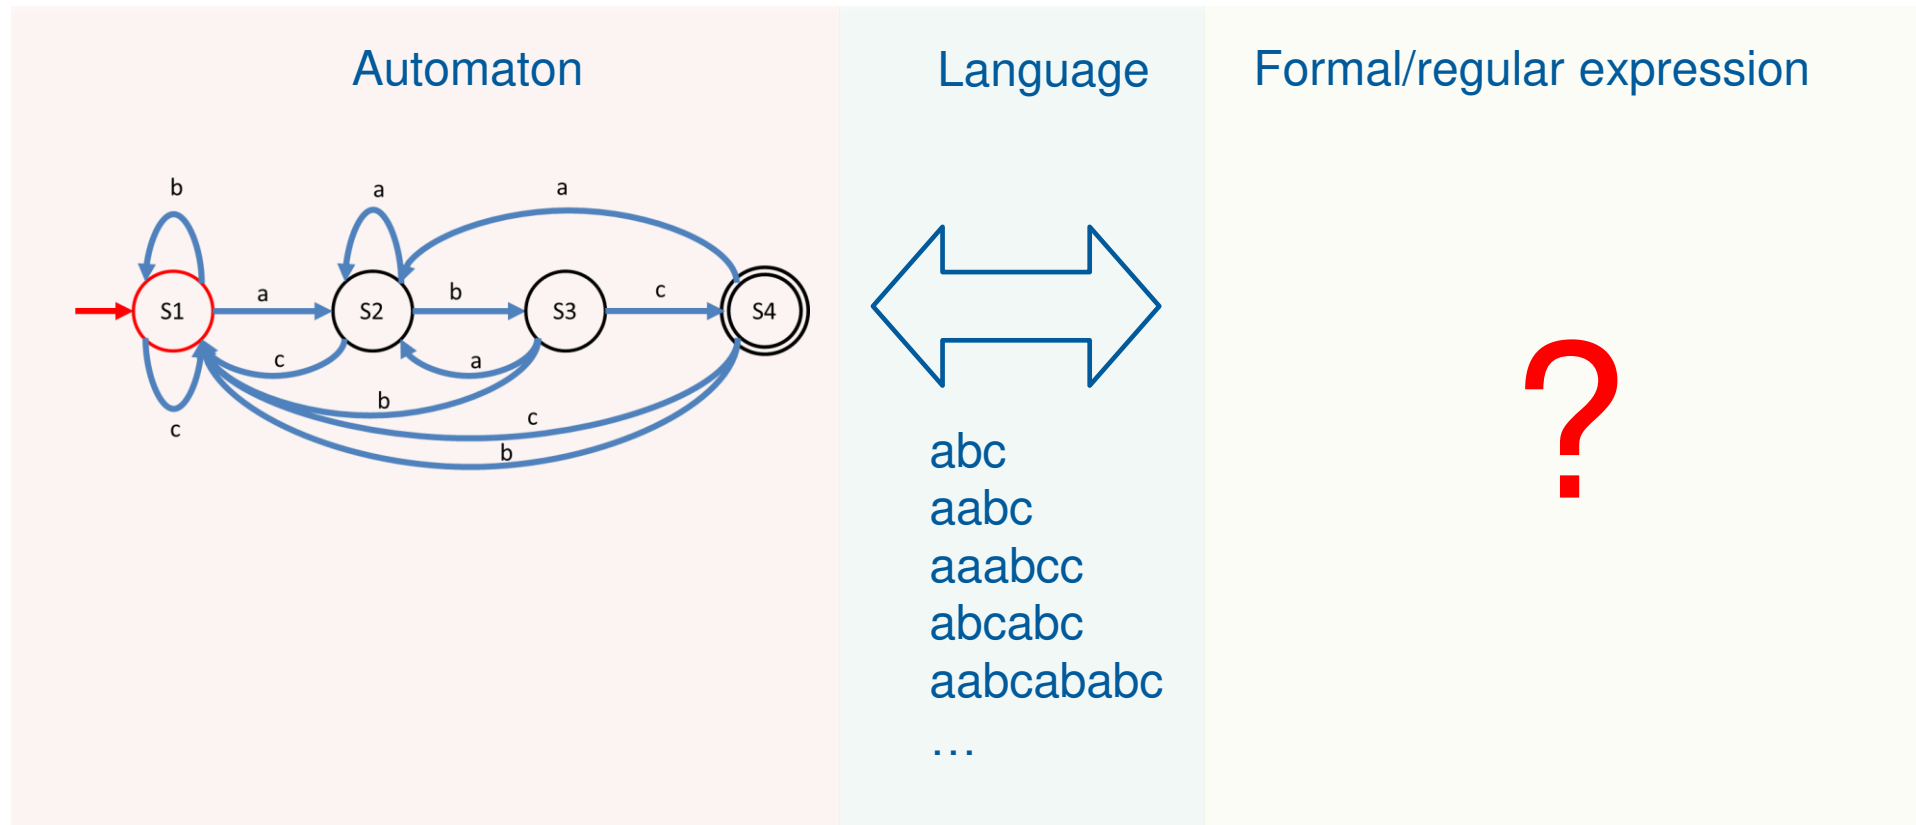 Automaton
Language
Formal/regular expression
b
a
a
S1
a
S2
b
S3
c
S4
c
a
b
c
b
c
?
abc
aabc
aaabcc
abcabc
aabcababc
…